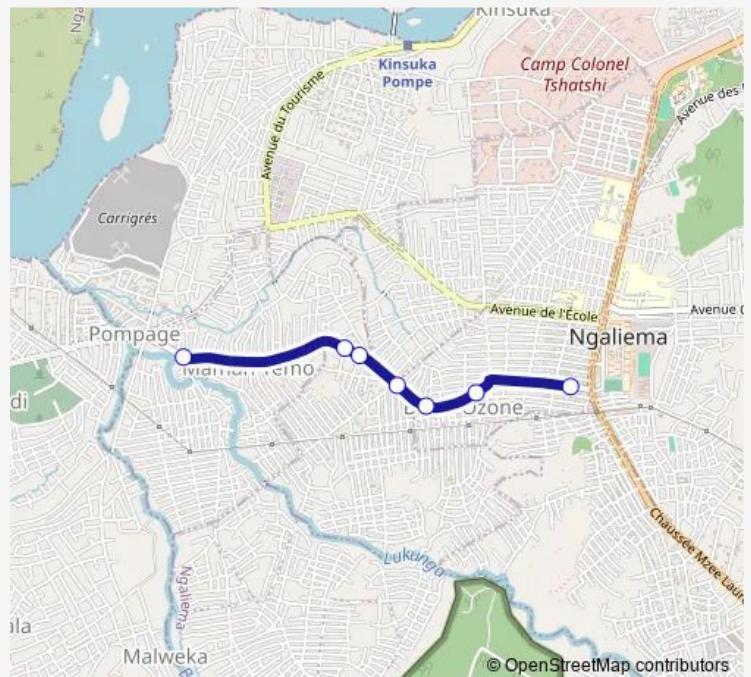 Kinsuka
Kinsuka
Pompe
Camp Colonel
Tshatshi
Avenue du Tourisme
Avenue des
Carrigrés
Avenue de l'École
Avenue
Pompage
Ngaliema
Ozone
Lukunga
Chaussée Mzee
Ngaliema
Malweka
© OpenStreetMap contributors